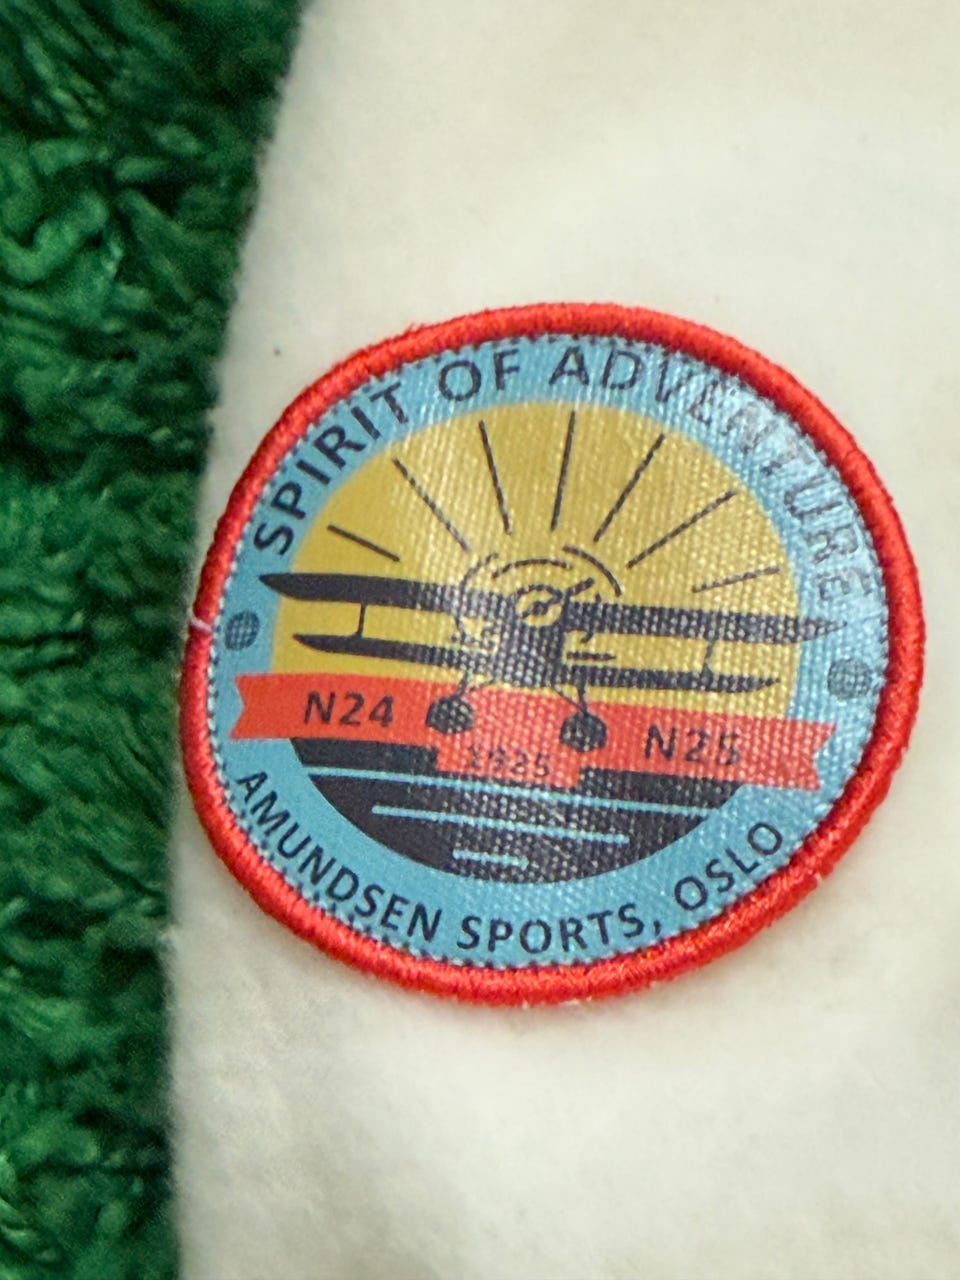 SPIRIT OF ADVENTURE
N24
N25
1925
AMUNDSEN SPORTS, OSLO